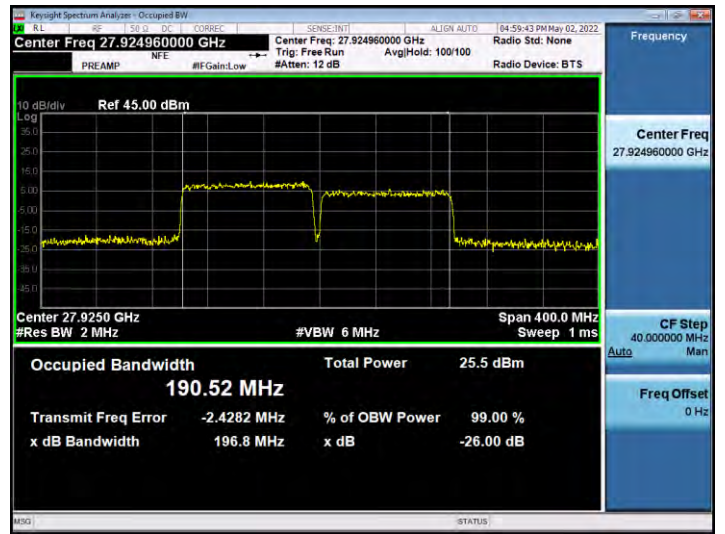 Keysight Spectrum Analyzer - Occupied BW
RL RF 50 Ω DC CORREC SENSE:INT ALIGN AUTO 04:59:43 PM May 02, 2022
Center Freq 27.924960000 GHz Center Freq: 27.924960000 GHz Radio Std: None
NFE Trig: Free Run Avg|Hold: 100/100
PREAMP #IFGain:Low #Atten: 12 dB Radio Device: BTS
Frequency
10 dB/div Ref 45.00 dBm
Log
35.0
25.0
15.0
5.00
-5.00
-15.0
-25.0
-35.0
-45.0
Center 27.9250 GHz Span 400.0 MHz
#Res BW 2 MHz #VBW 6 MHz Sweep 1 ms
Occupied Bandwidth Total Power 25.5 dBm
190.52 MHz
Transmit Freq Error -2.4282 MHz % of OBW Power 99.00 %
x dB Bandwidth 196.8 MHz x dB -26.00 dB
Center Freq
27.924960000 GHz
CF Step
40.000000 MHz
Auto Man
Freq Offset
0 Hz
MSG STATUS